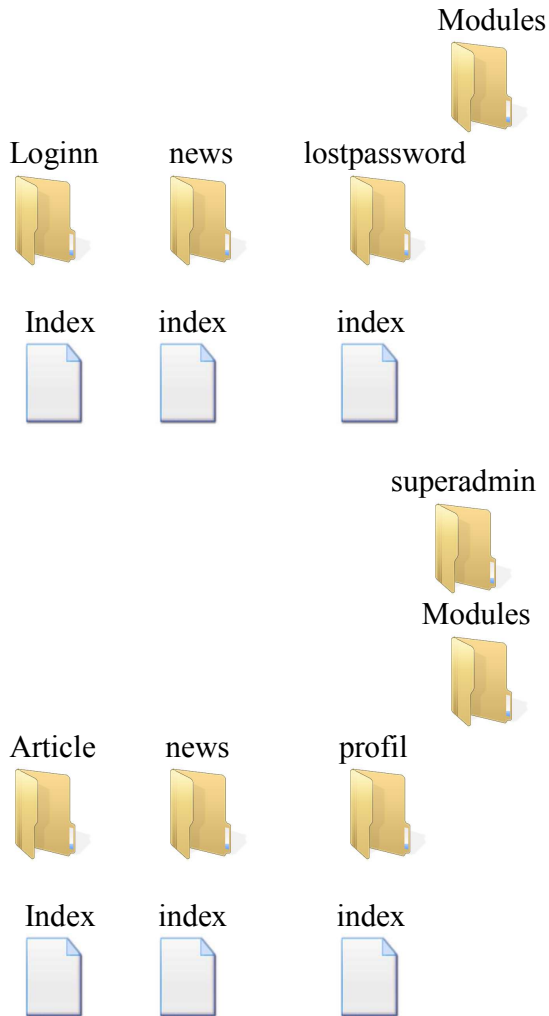 Modules
Loginn news lostpassword
Index index index
superadmin
Modules
Article news profil
Index index index